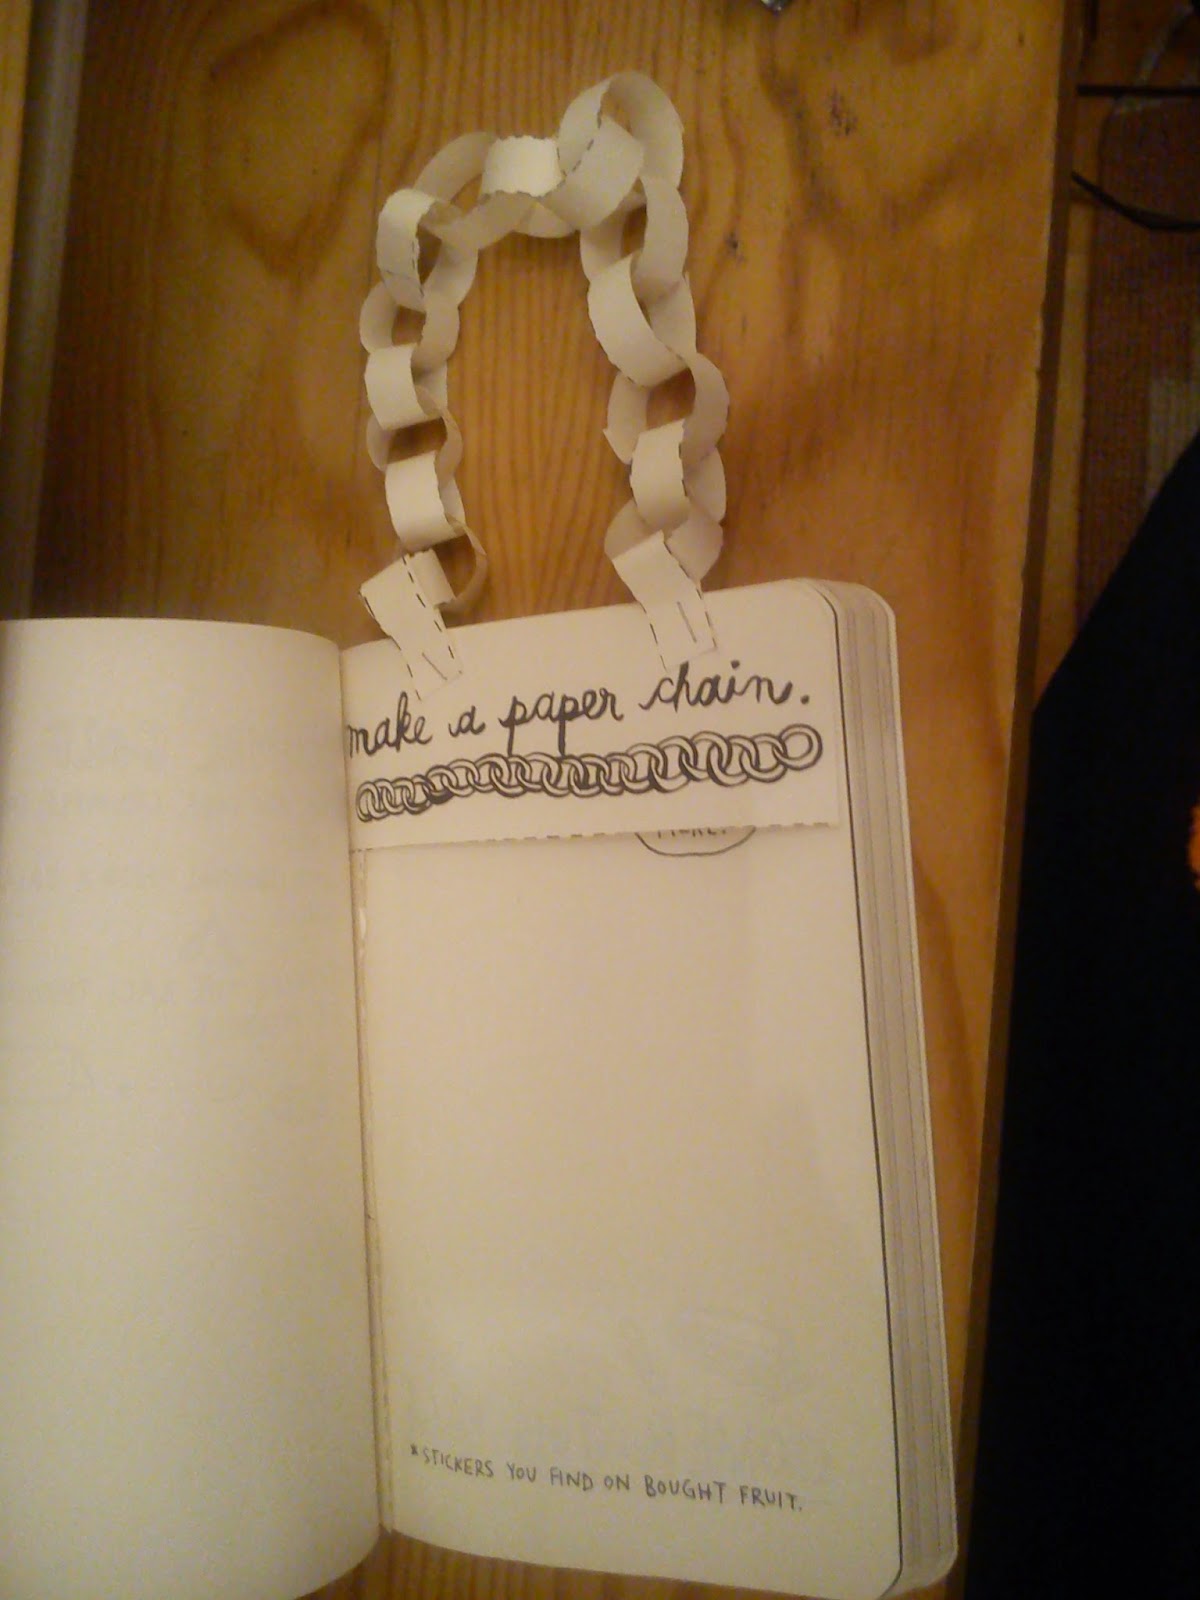 make a paper chain.
*STICKERS YOU FIND ON BOUGHT FRUIT.